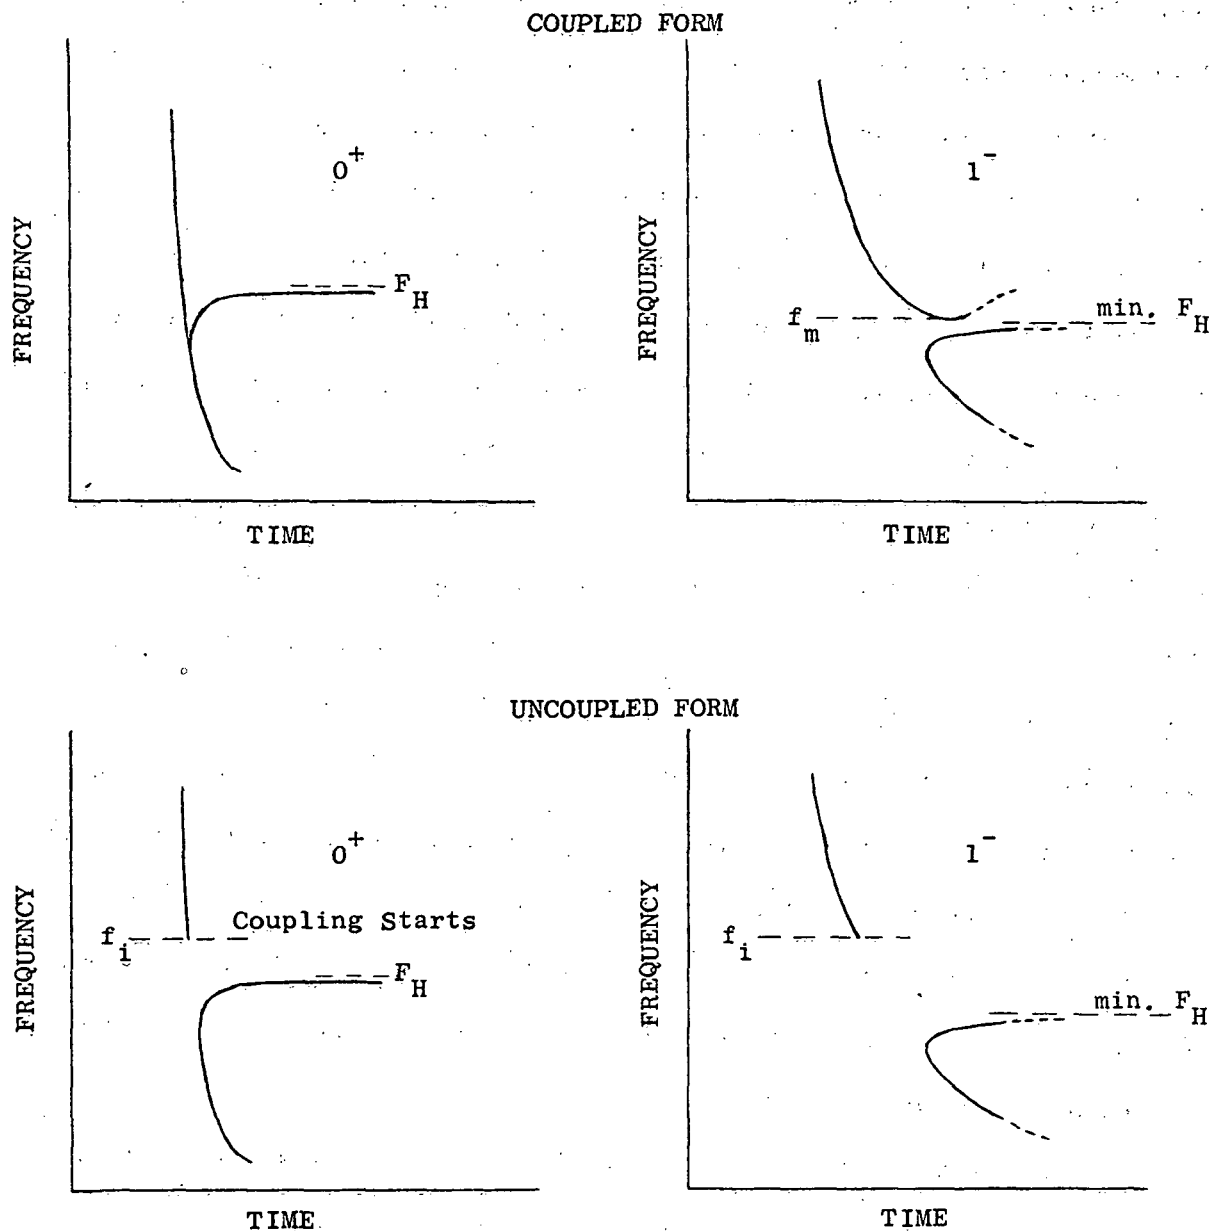 COUPLED FORM
FREQUENCY
0+
F_H
TIME
FREQUENCY
1-
f_m
min. F_H
TIME
UNCOUPLED FORM
FREQUENCY
0+
f_i Coupling Starts
F_H
TIME
FREQUENCY
1-
f_i
min. F_H
TIME